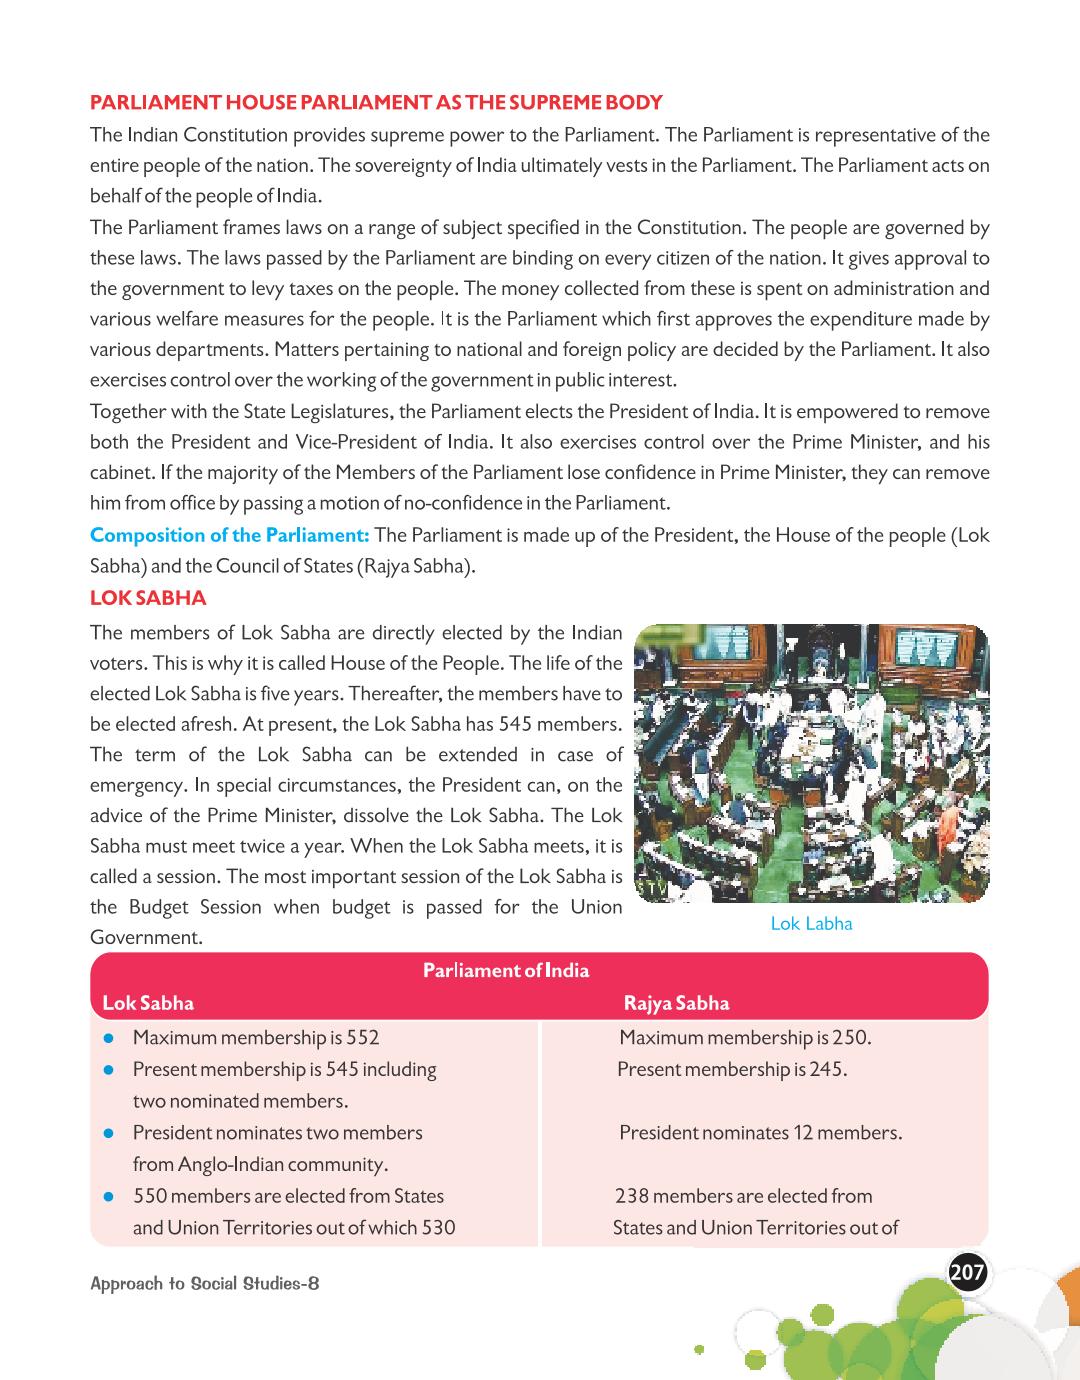 PARLIAMENT HOUSE PARLIAMENT AS THE SUPREME BODY
The Indian Constitution provides supreme power to the Parliament. The Parliament is representative of the
entire people of the nation. The sovereignty of India ultimately vests in the Parliament. The Parliament acts on
behalf of the people of India.
The Parliament frames laws on a range of subject specified in the Constitution. The people are governed by
these laws. The laws passed by the Parliament are binding on every citizen of the nation. It gives approval to
the government to levy taxes on the people. The money collected from these is spent on administration and
various welfare measures for the people. It is the Parliament which first approves the expenditure made by
various departments. Matters pertaining to national and foreign policy are decided by the Parliament. It also
exercises control over the working of the government in public interest.
Together with the State Legislatures, the Parliament elects the President of India. It is empowered to remove
both the President and Vice-President of India. It also exercises control over the Prime Minister, and his
cabinet. If the majority of the Members of the Parliament lose confidence in Prime Minister, they can remove
him from office by passing a motion of no-confidence in the Parliament.
Composition of the Parliament: The Parliament is made up of the President, the House of the people (Lok
Sabha) and the Council of States (Rajya Sabha).
LOK SABHA
The members of Lok Sabha are directly elected by the Indian
voters. This is why it is called House of the People. The life of the
elected Lok Sabha is five years. Thereafter, the members have to
be elected afresh. At present, the Lok Sabha has 545 members.
The term of the Lok Sabha can be extended in case of
emergency. In special circumstances, the President can, on the
advice of the Prime Minister, dissolve the Lok Sabha. The Lok
Sabha must meet twice a year. When the Lok Sabha meets, it is
called a session. The most important session of the Lok Sabha is
the Budget Session when budget is passed for the Union
Government.
STV
Lok Labha
Parliament of India
Lok Sabha Rajya Sabha
● Maximum membership is 552 Maximum membership is 250.
● Present membership is 545 including Present membership is 245.
two nominated members.
● President nominates two members President nominates 12 members.
from Anglo-Indian community.
● 550 members are elected from States 238 members are elected from
and Union Territories out of which 530 States and Union Territories out of
Approach to Social Studies-8
207